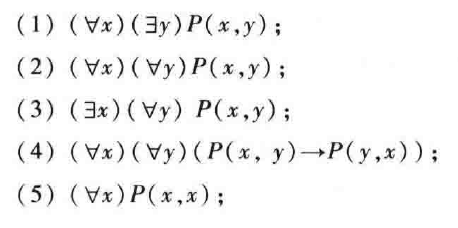 (1) (∀x)(∃y)P(x,y);
(2) (∀x)(∀y)P(x,y);
(3) (∃x)(∀y) P(x,y);
(4) (∀x)(∀y)(P(x, y)→P(y,x));
(5) (∀x)P(x,x);